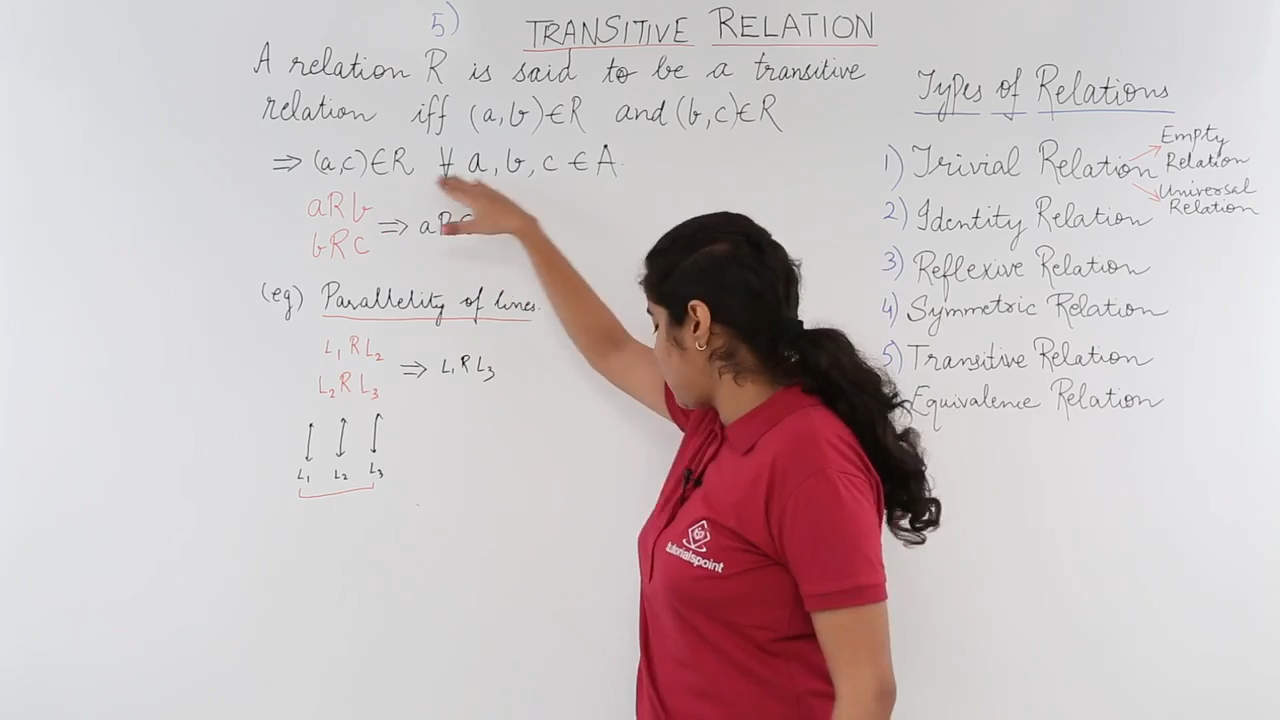 5)
TRANSITIVE RELATION
A relation R is said to be a transitive
relation iff (a,b)∈R and (b,c)∈R
⇒ (a,c)∈R ∀ a, b, c ∈ A.
aRb
bRc ⇒ aRc
(eg) Parallelity of lines.
L₁ R L₂
L₂ R L₃ ⇒ L₁ R L₃
L₁ L₂ L₃
Types of Relations
1) Trivial Relation
Empty Relation
Universal Relation
2) Identity Relation
3) Reflexive Relation
4) Symmetric Relation
5) Transitive Relation
Equivalence Relation
tutorialspoint